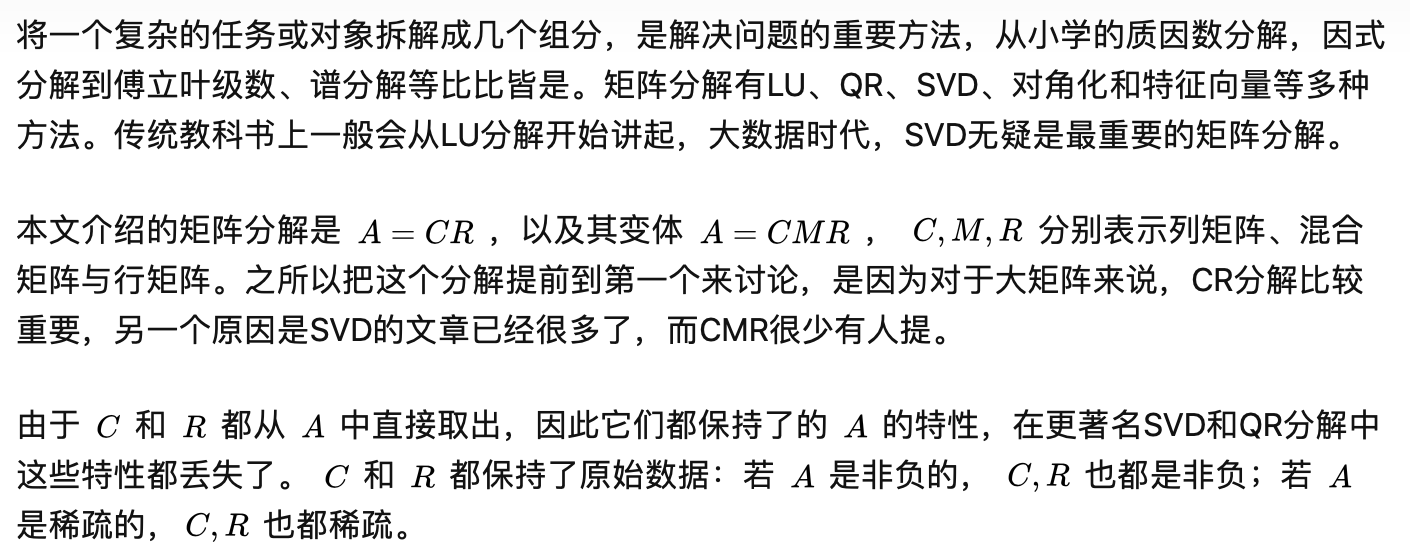 将一个复杂的任务或对象拆解成几个组分，是解决问题的重要方法，从小学的质因数分解，因式
分解到傅立叶级数、谱分解等比比皆是。矩阵分解有LU、QR、SVD、对角化和特征向量等多种
方法。传统教科书上一般会从LU分解开始讲起，大数据时代，SVD无疑是最重要的矩阵分解。
本文介绍的矩阵分解是 A = CR ，以及其变体 A = CMR ， C, M, R 分别表示列矩阵、混合
矩阵与行矩阵。之所以把这个分解提前到第一个来讨论，是因为对于大矩阵来说，CR分解比较
重要，另一个原因是SVD的文章已经很多了，而CMR很少有人提。
由于 C 和 R 都从 A 中直接取出，因此它们都保持了的 A 的特性，在更著名SVD和QR分解中
这些特性都丢失了。 C 和 R 都保持了原始数据：若 A 是非负的， C, R 也都是非负；若 A
是稀疏的， C, R 也都稀疏。